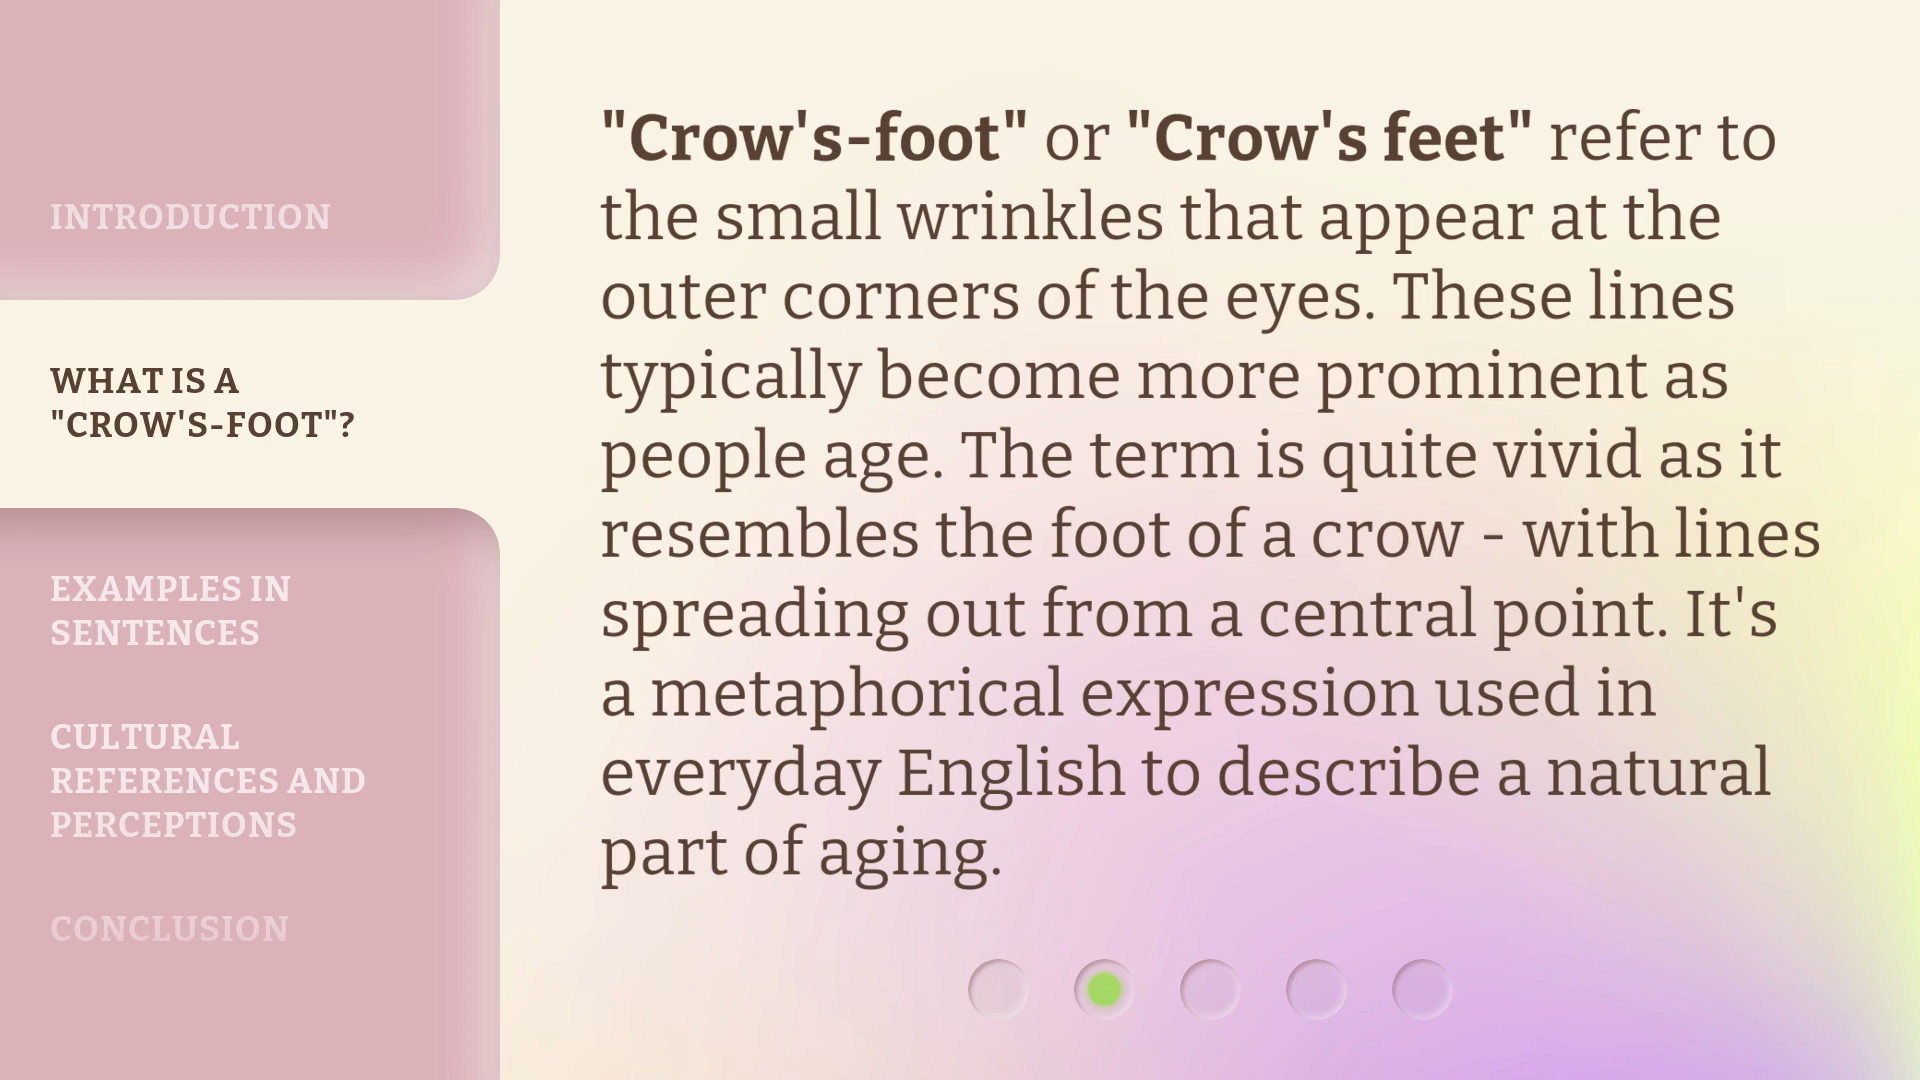 INTRODUCTION
WHAT IS A
"CROW'S-FOOT"?
EXAMPLES IN
SENTENCES
CULTURAL
REFERENCES AND
PERCEPTIONS
CONCLUSION
"Crow's-foot" or "Crow's feet" refer to
the small wrinkles that appear at the
outer corners of the eyes. These lines
typically become more prominent as
people age. The term is quite vivid as it
resembles the foot of a crow - with lines
spreading out from a central point. It's
a metaphorical expression used in
everyday English to describe a natural
part of aging.